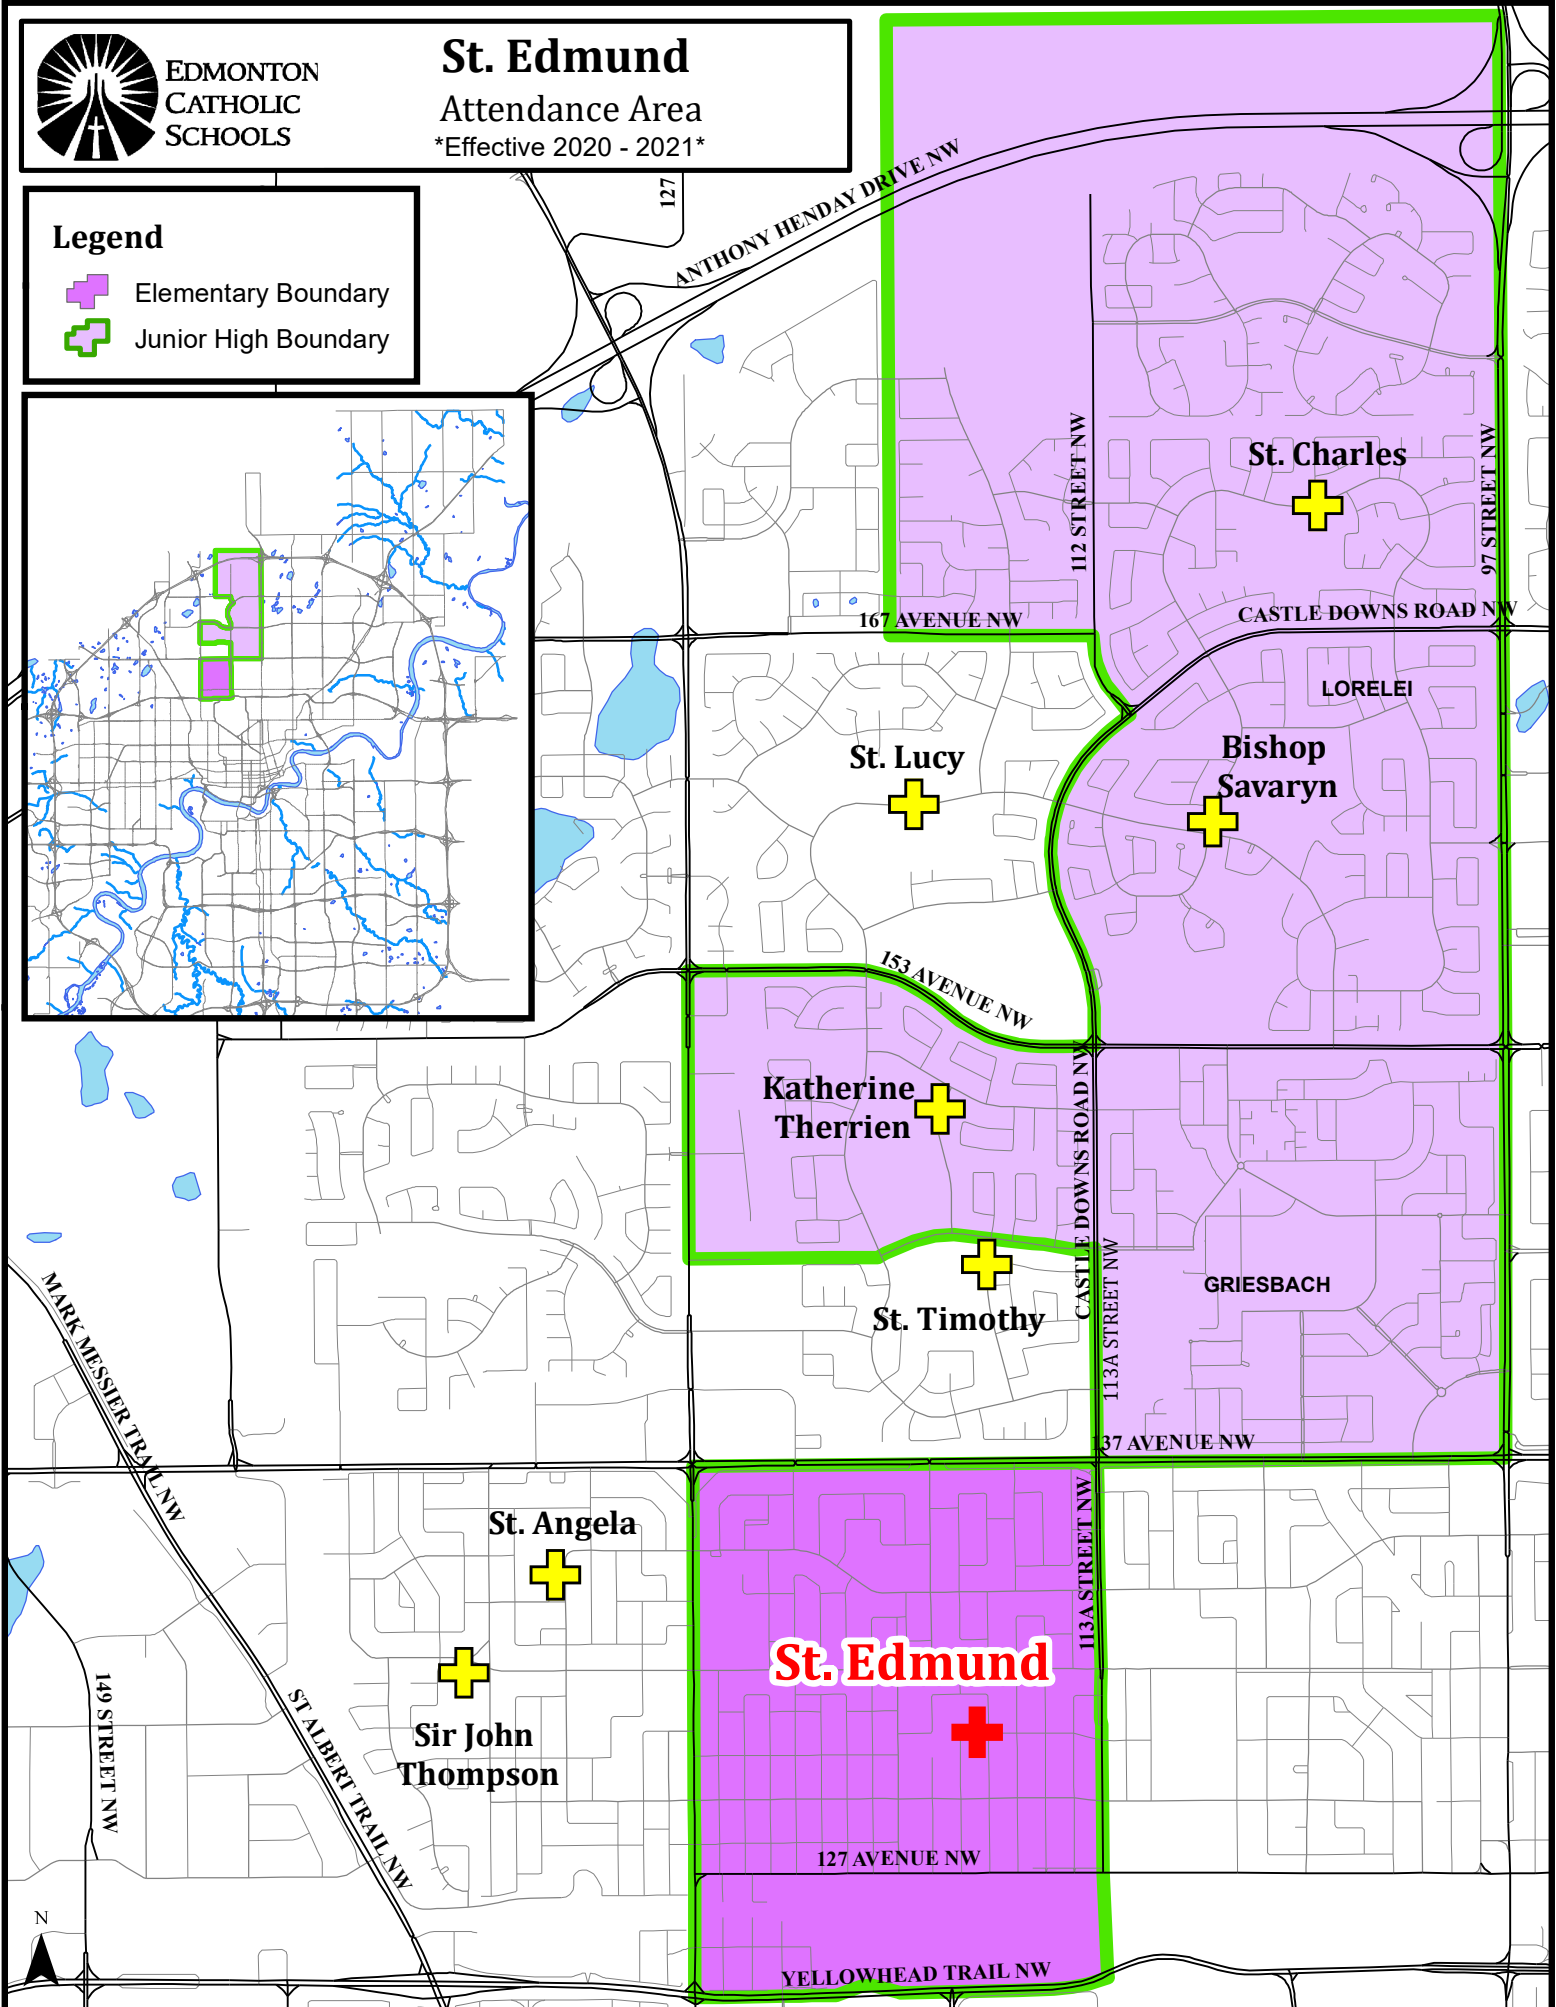 EDMONTON
CATHOLIC
SCHOOLS
St. Edmund
Attendance Area
*Effective 2020 - 2021*
Legend
Elementary Boundary
Junior High Boundary
127
ANTHONY HENDAY DRIVE NW
112 STREET NW
St. Charles
97 STREET NW
167 AVENUE NW
CASTLE DOWNS ROAD NW
LORELEI
St. Lucy
Bishop
Savaryn
153 AVENUE NW
Katherine
Therrien
CASTLE DOWNS ROAD NW
113A STREET NW
GRIESBACH
St. Timothy
MARK MESSIER TRAIL NW
137 AVENUE NW
St. Angela
113A STREET NW
St. Edmund
149 STREET NW
ST ALBERT TRAIL NW
Sir John
Thompson
127 AVENUE NW
N
YELLOWHEAD TRAIL NW